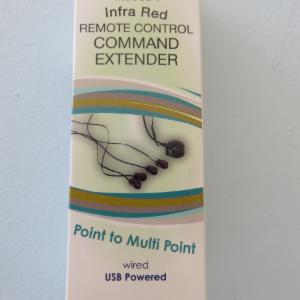 Infra Red
REMOTE CONTROL
COMMAND
EXTENDER
Point to Multi Point
wired
USB Powered